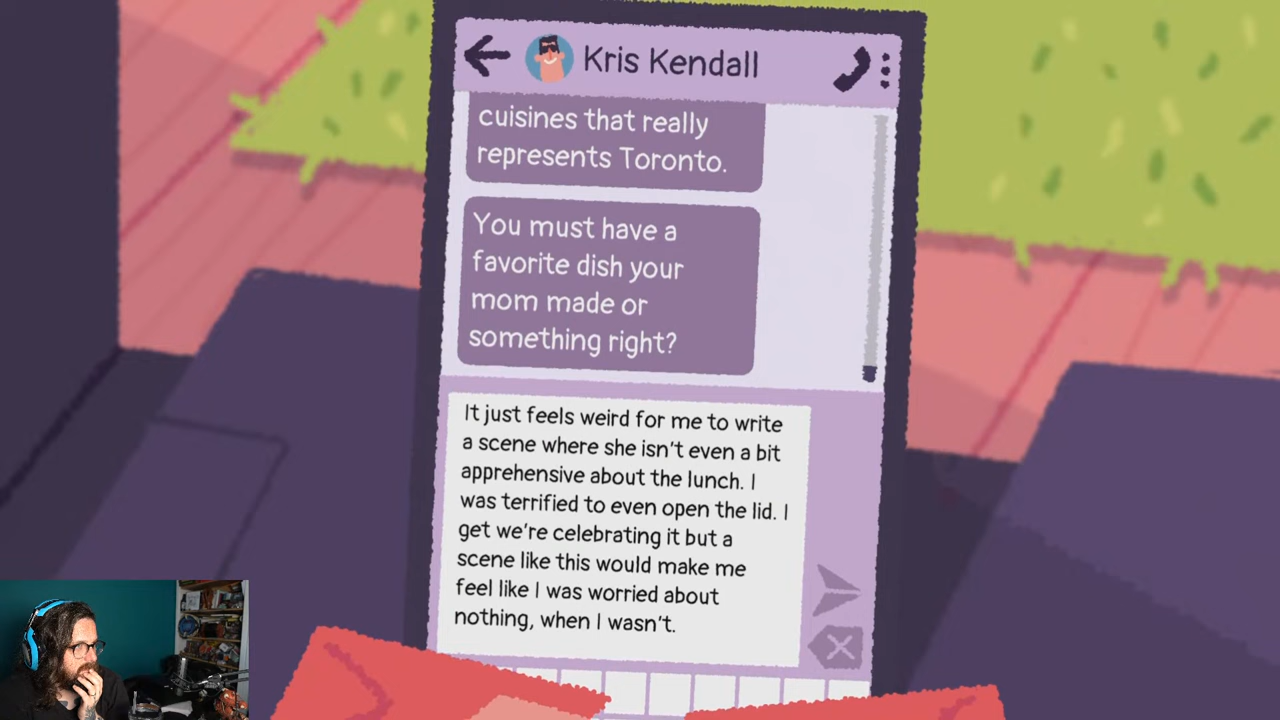 Kris Kendall
cuisines that really
represents Toronto.
You must have a
favorite dish your
mom made or
something right?
It just feels weird for me to write
a scene where she isn't even a bit
apprehensive about the lunch. I
was terrified to even open the lid. I
get we're celebrating it but a
scene like this would make me
feel like I was worried about
nothing, when I wasn't.